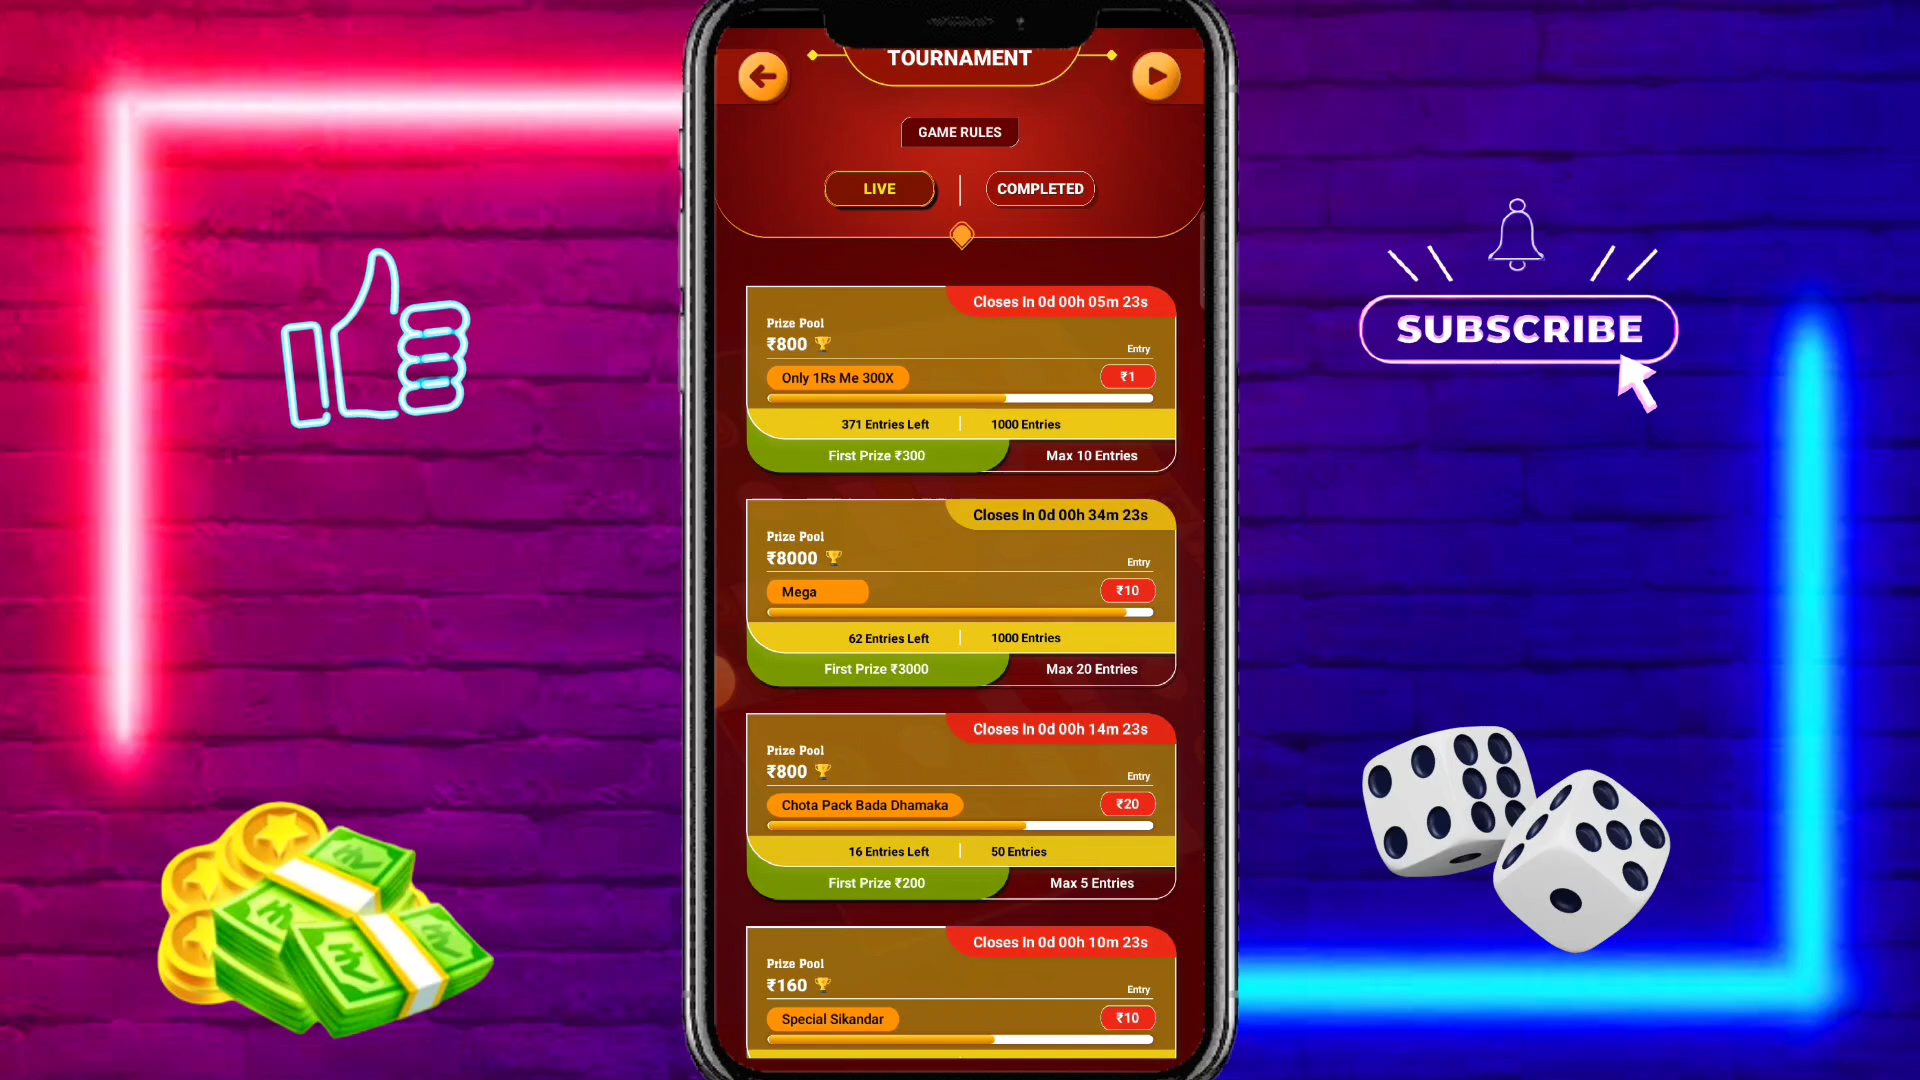 TOURNAMENT
GAME RULES
LIVE
COMPLETED
Closes In 0d 00h 05m 23s
Prize Pool
₹800
Entry
Only 1Rs Me 300X
₹1
371 Entries Left
1000 Entries
First Prize ₹300
Max 10 Entries
Closes In 0d 00h 34m 23s
Prize Pool
₹8000
Entry
Mega
₹10
62 Entries Left
1000 Entries
First Prize ₹3000
Max 20 Entries
Closes In 0d 00h 14m 23s
Prize Pool
₹800
Entry
Chota Pack Bada Dhamaka
₹20
16 Entries Left
50 Entries
First Prize ₹200
Max 5 Entries
Closes In 0d 00h 10m 23s
Prize Pool
₹160
Entry
Special Sikandar
₹10
SUBSCRIBE